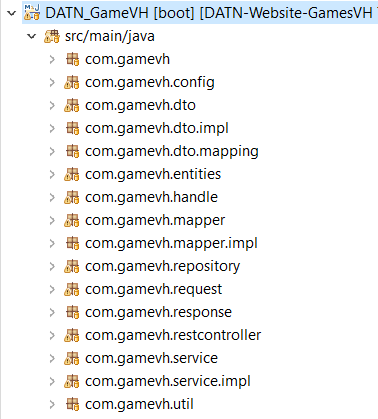 DATN_GameVH [boot] [DATN-Website-GamesVH
src/main/java
com.gamevh
com.gamevh.config
com.gamevh.dto
com.gamevh.dto.impl
com.gamevh.dto.mapping
com.gamevh.entities
com.gamevh.handle
com.gamevh.mapper
com.gamevh.mapper.impl
com.gamevh.repository
com.gamevh.request
com.gamevh.response
com.gamevh.restcontroller
com.gamevh.service
com.gamevh.service.impl
com.gamevh.util